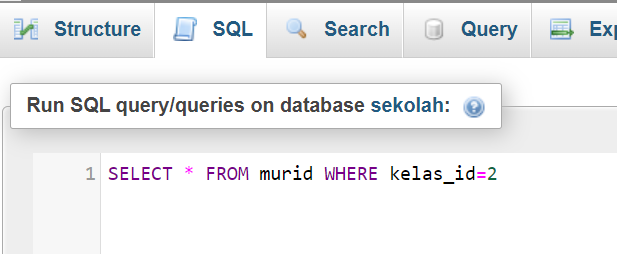 Structure SQL Search Query Exp
Run SQL query/queries on database sekolah:
1 SELECT * FROM murid WHERE kelas_id=2